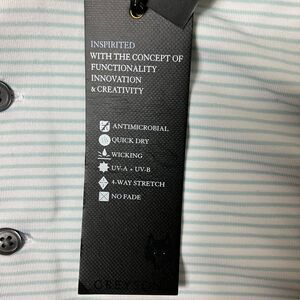 INSPIRITED
WITH THE CONCEPT OF
FUNCTIONALITY
INNOVATION
& CREATIVITY
ANTIMICROBIAL
QUICK DRY
WICKING
UV-A + UV-B
4-WAY STRETCH
NO FADE
GREYSON